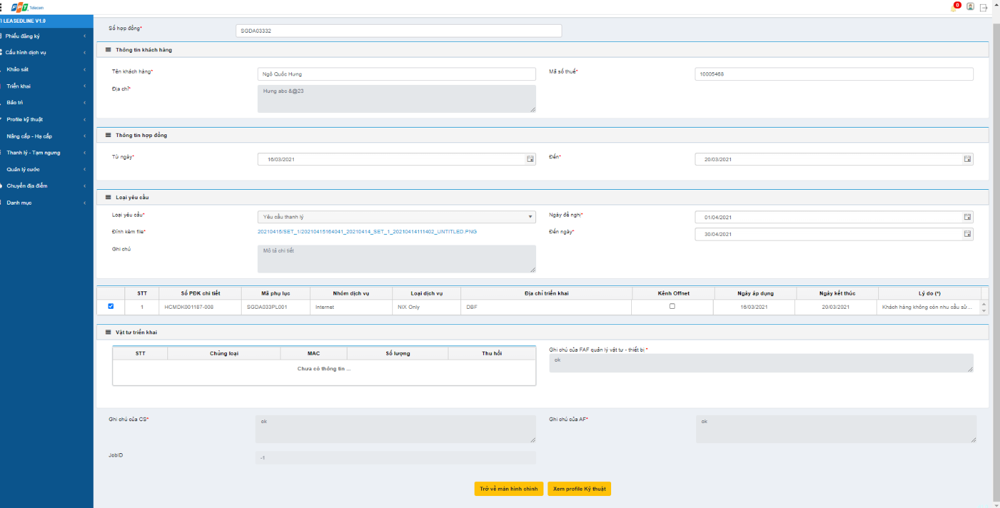 FPT Telecom
0
I LEASEDLINE V1.0
Phiếu đăng ký
Cấu hình dịch vụ
Khảo sát
Triển khai
Bảo trì
Profile kỹ thuật
Nâng cấp - Hạ cấp
Thanh lý - Tạm ngưng
Quản lý cước
Chuyển địa điểm
Danh mục
Số hợp đồng* SGDA03332
Thông tin khách hàng
Tên khách hàng* Ngô Quốc Hưng Mã số thuế* 10005468
Địa chỉ* Hưng abc &@23
Thông tin hợp đồng
Từ ngày* 16/03/2021 Đến* 20/03/2021
Loại yêu cầu
Loại yêu cầu* Yêu cầu thanh lý Ngày đề nghị* 01/04/2021
Đính kèm file* 20210416/SET_1/20210415164041_20210414_SET_1_20210414111402_UNTITLED.PNG Đến ngày* 30/04/2021
Ghi chú Mô tả chi tiết
STT Số PĐK chi tiết Mã phụ lục Nhóm dịch vụ Loại dịch vụ Địa chỉ triển khai Kênh Offnet Ngày áp dụng Ngày kết thúc Lý do (*)
1 HCMDK001187-008 SGDA033PL001 Internet NIX Only DBF 16/03/2021 20/03/2021 Khách hàng không còn nhu cầu sử...
Vật tư triển khai
STT Chủng loại MAC Số lượng Thu hồi
Chưa có thông tin ...
Ghi chú của FAF quản lý vật tư - thiết bị *
ok
Ghi chú của CS* ok Ghi chú của AF* ok
JobID -1
Trở về màn hình chính Xem profile Kỹ thuật